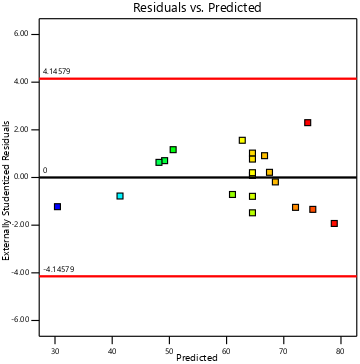 Residuals vs. Predicted
Externally Studentized Residuals
6.00
4.00
2.00
0.00
-2.00
-4.00
-6.00
4.14579
0
-4.14579
30 40 50 60 70 80
Predicted